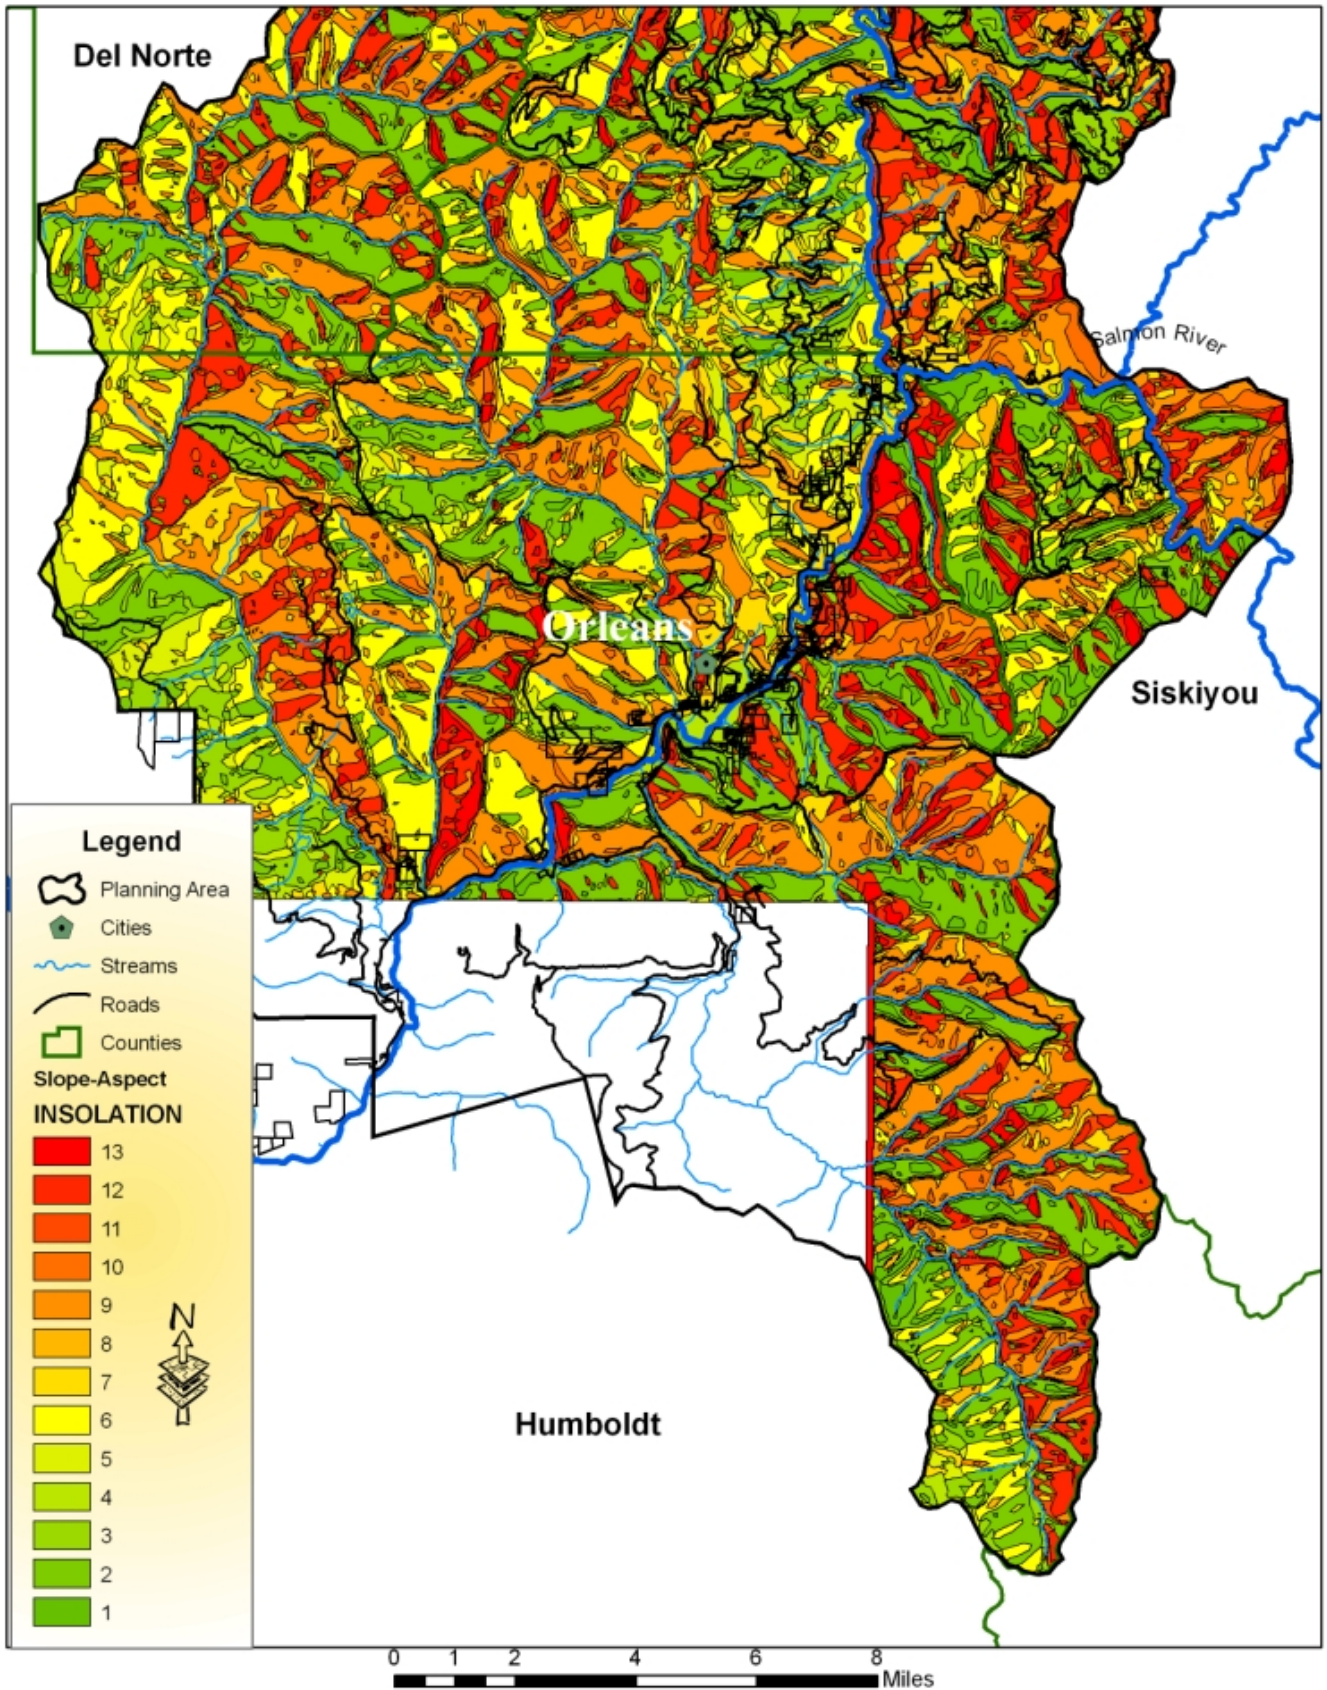 Del Norte
Salmon River
Orleans
Siskiyou
Legend
Planning Area
Cities
Streams
Roads
Counties
Slope-Aspect
INSOLATION
13
12
11
10
9
8
7
6
5
4
3
2
1
N
Humboldt
0 1 2 4 6 8
Miles